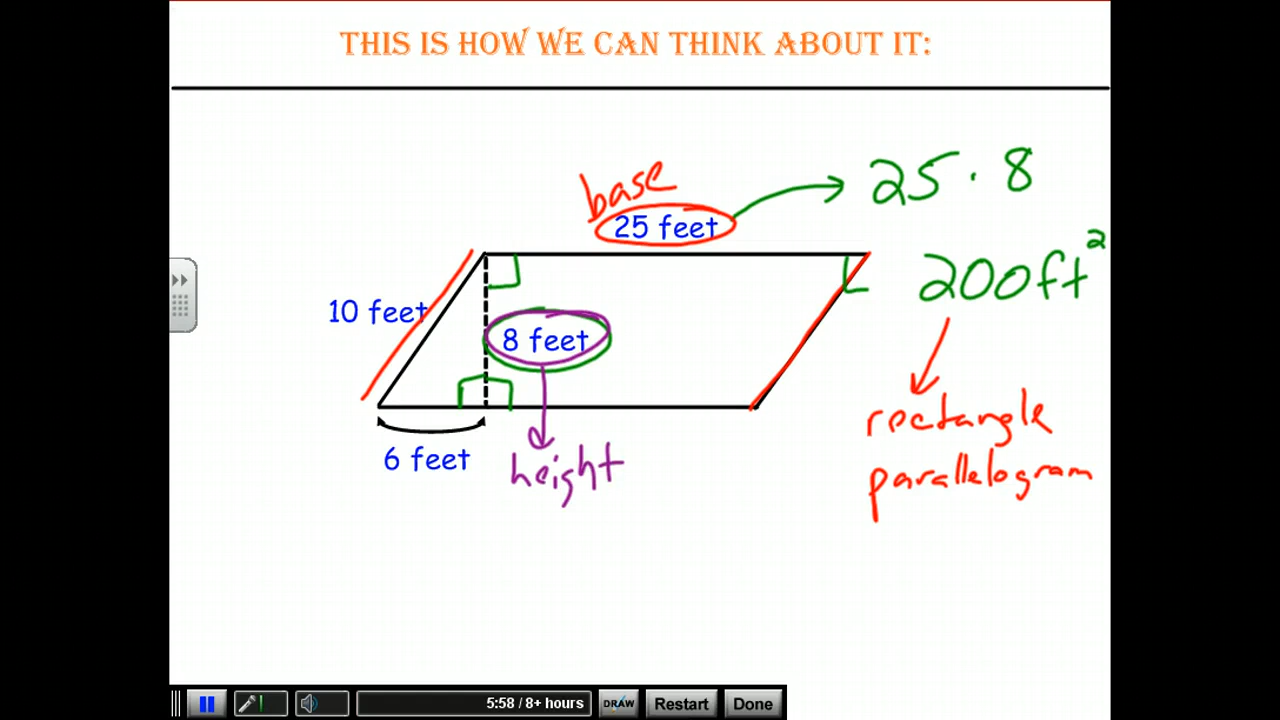 THIS IS HOW WE CAN THINK ABOUT IT:
base
25 feet
25 · 8
200ft²
10 feet
8 feet
6 feet
height
rectangle
parallelogram
5:58 / 8+ hours
DRAW
Restart
Done